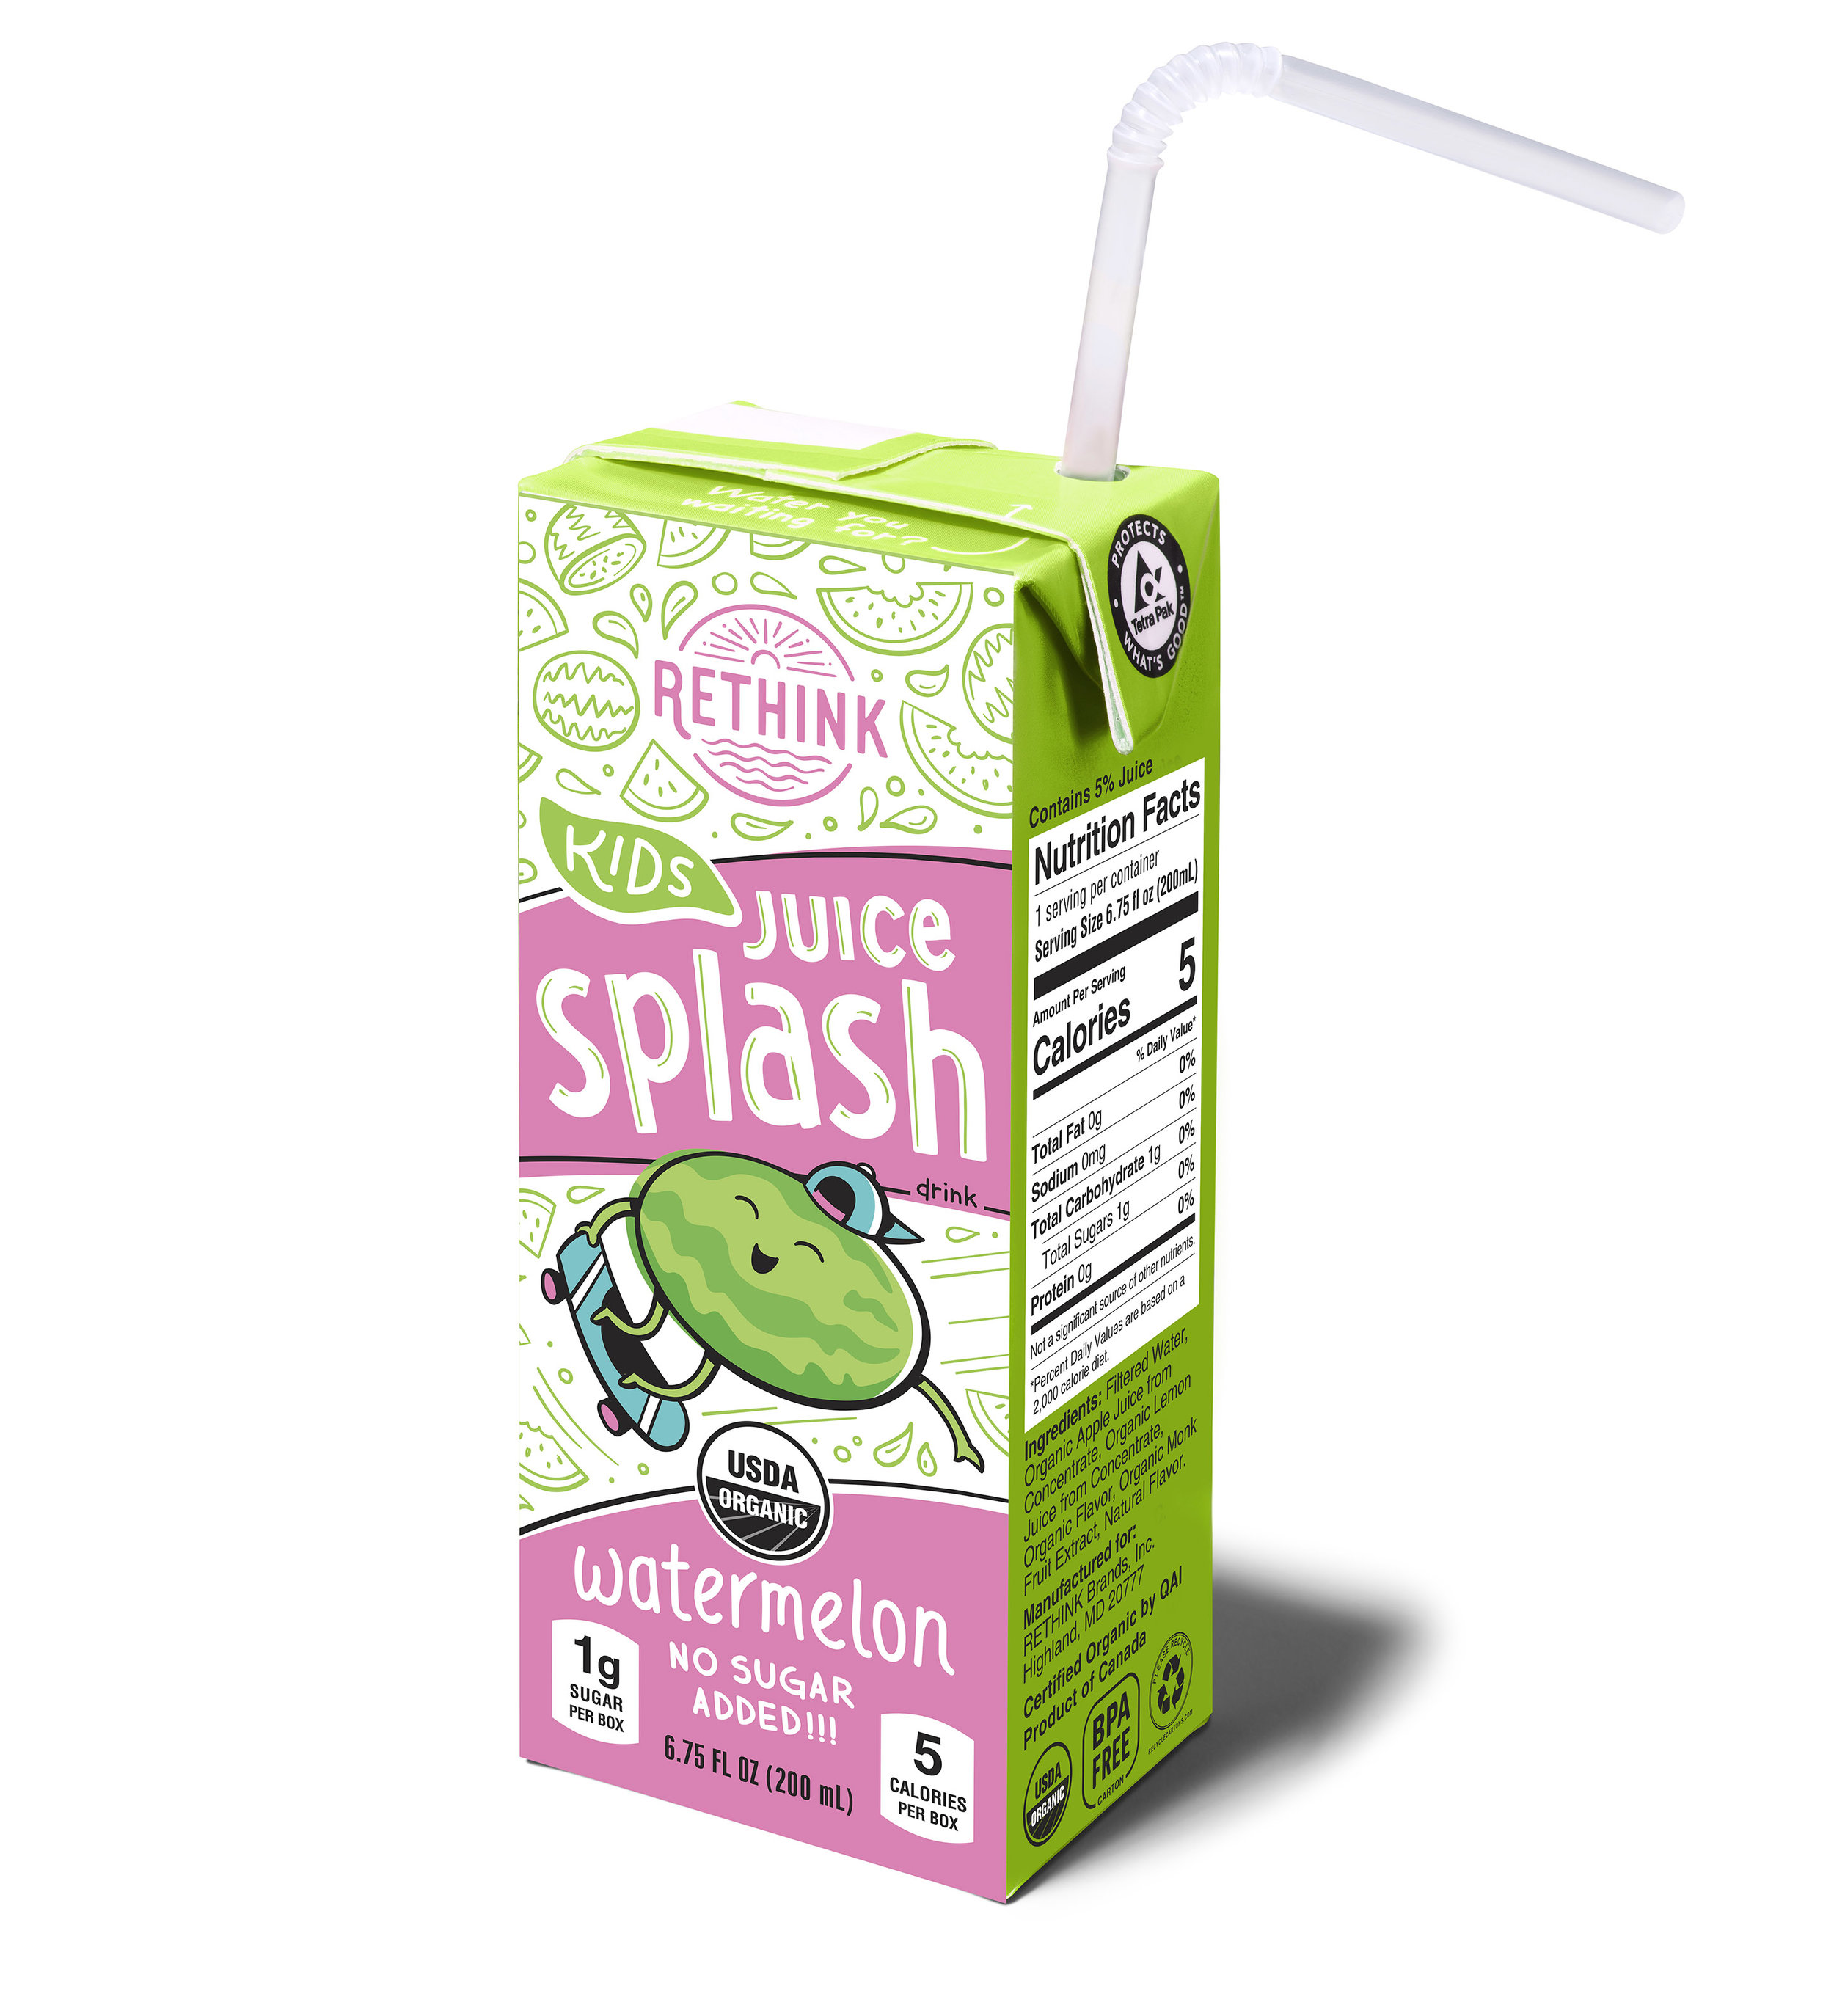 Water you
waiting for?
RETHINK
KIDS
JUICE
splash
drink
USDA
ORGANIC
watermelon
NO SUGAR
ADDED!!!
1g
SUGAR
PER BOX
6.75 FL OZ (200 mL)
5
CALORIES
PER BOX
PROTECTS
Tetra Pak
WHAT'S GOOD™
Contains 5% Juice
Nutrition Facts
1 serving per container
Serving Size 6.75 fl oz (200mL)
Amount Per Serving
Calories 5
% Daily Value*
Total Fat 0g 0%
Sodium 0mg 0%
Total Carbohydrate 1g 0%
Total Sugars 1g 0%
Protein 0g 0%
Not a significant source of other nutrients.
*Percent Daily Values are based on a
2,000 calorie diet.
Ingredients: Filtered Water,
Organic Apple Juice from
Concentrate, Organic Lemon
Juice from Concentrate,
Organic Flavor, Organic Monk
Fruit Extract, Natural Flavor.
Manufactured for:
RETHINK Brands, Inc.
Highland, MD 20777
Certified Organic by QAI
Product of Canada
USDA
ORGANIC
BPA
FREE
CARTON
PLEASE RECYCLE
RECYCLECARTONS.COM